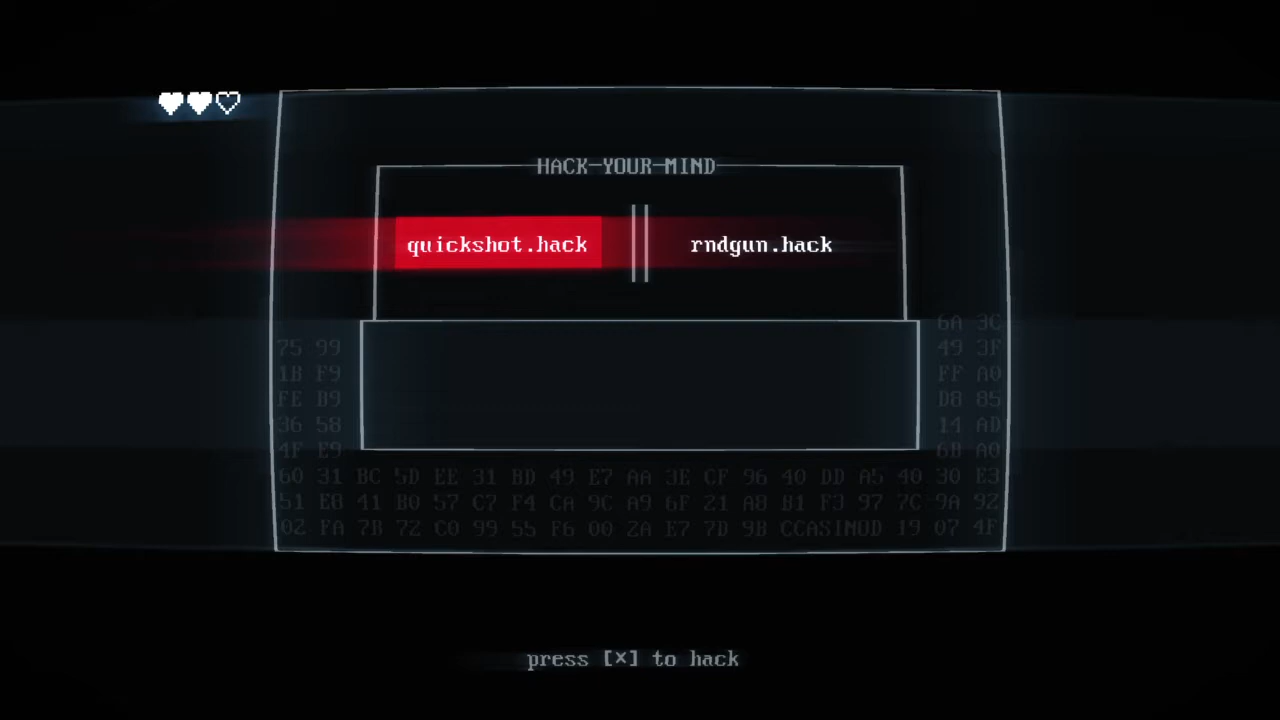 HACK-YOUR-MIND
quickshot.hack rndgun.hack
6A 3C
75 99 49 3F
1B F9 FF A0
FE B9 D8 85
36 58 14 AD
4F E9 6B A0
60 31 BC 5D EE 31 BD 49 E7 AA 3E CF 96 40 DD A5 40 30 E3
51 E8 41 B0 57 C7 F4 CA 9C A9 6F 21 A8 B1 F3 97 7C 9A 92
02 FA 7B 72 C0 99 55 F6 00 2A E7 7D 9B CCASINOD 19 07 4F
press [X] to hack